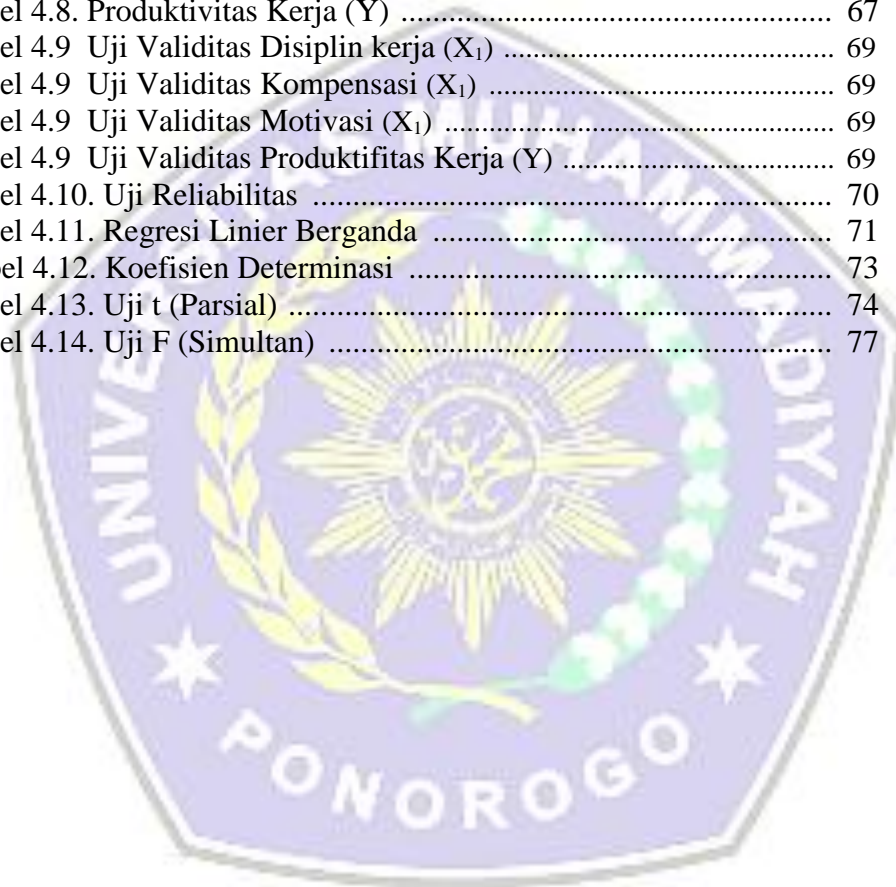 el 4.8. Produktivitas Kerja (Y) ........................................................ 67
el 4.9 Uji Validitas Disiplin kerja (X₁) ........................................... 69
el 4.9 Uji Validitas Kompensasi (X₁) ............................................. 69
el 4.9 Uji Validitas Motivasi (X₁) ................................................... 69
el 4.9 Uji Validitas Produktifitas Kerja (Y) ................................... 69
el 4.10. Uji Reliabilitas ................................................................... 70
el 4.11. Regresi Linier Berganda ................................................... 71
el 4.12. Koefisien Determinasi ...................................................... 73
el 4.13. Uji t (Parsial) ...................................................................... 74
el 4.14. Uji F (Simultan) ................................................................ 77
UNIVERSITAS MUHAMMADIYAH
PONOROGO